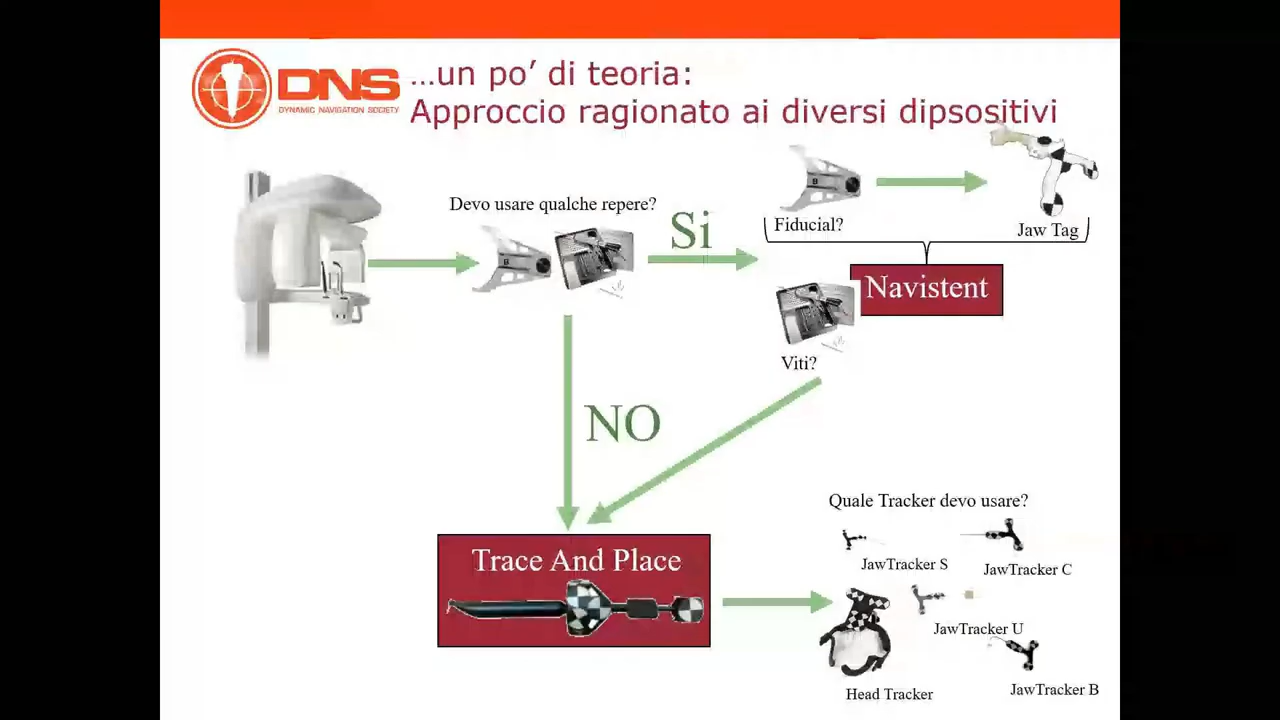 DNS
DYNAMIC NAVIGATION SOCIETY
…un po’ di teoria:
Approccio ragionato ai diversi dipsositivi
Devo usare qualche repere?
B
Si
B
Fiducial?
Jaw Tag
Navistent
Viti?
NO
Trace And Place
Quale Tracker devo usare?
JawTracker S
JawTracker C
JawTracker U
JawTracker B
Head Tracker